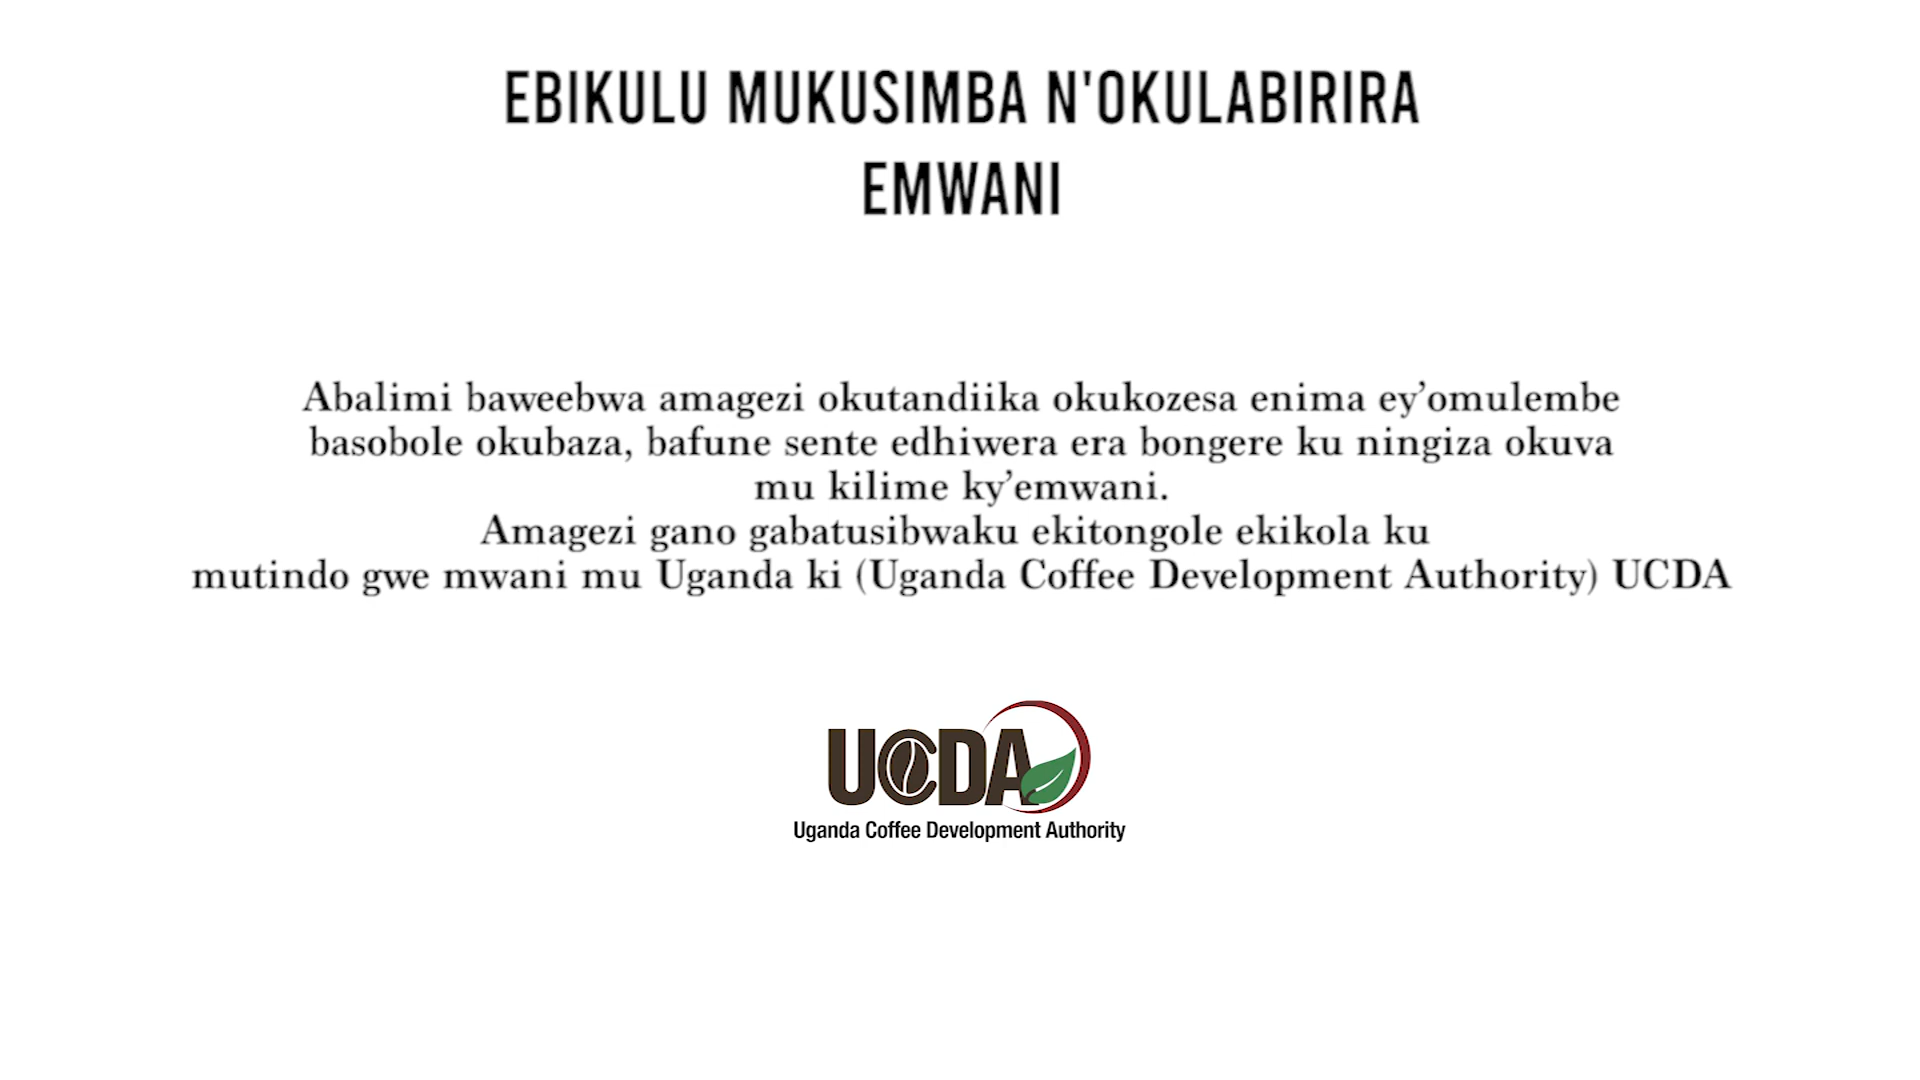 EBIKULU MUKUSIMBA N'OKULABIRIRA
EMWANI
Abalimi baweebwa amagezi okutandiika okukozesa enima ey’omulembe
basobole okubaza, bafune sente edhiwera era bongere ku ningiza okuva
mu kilime ky’emwani.
Amagezi gano gabatusibwaku ekitongole ekikola ku
mutindo gwe mwani mu Uganda ki (Uganda Coffee Development Authority) UCDA
UCDA
Uganda Coffee Development Authority